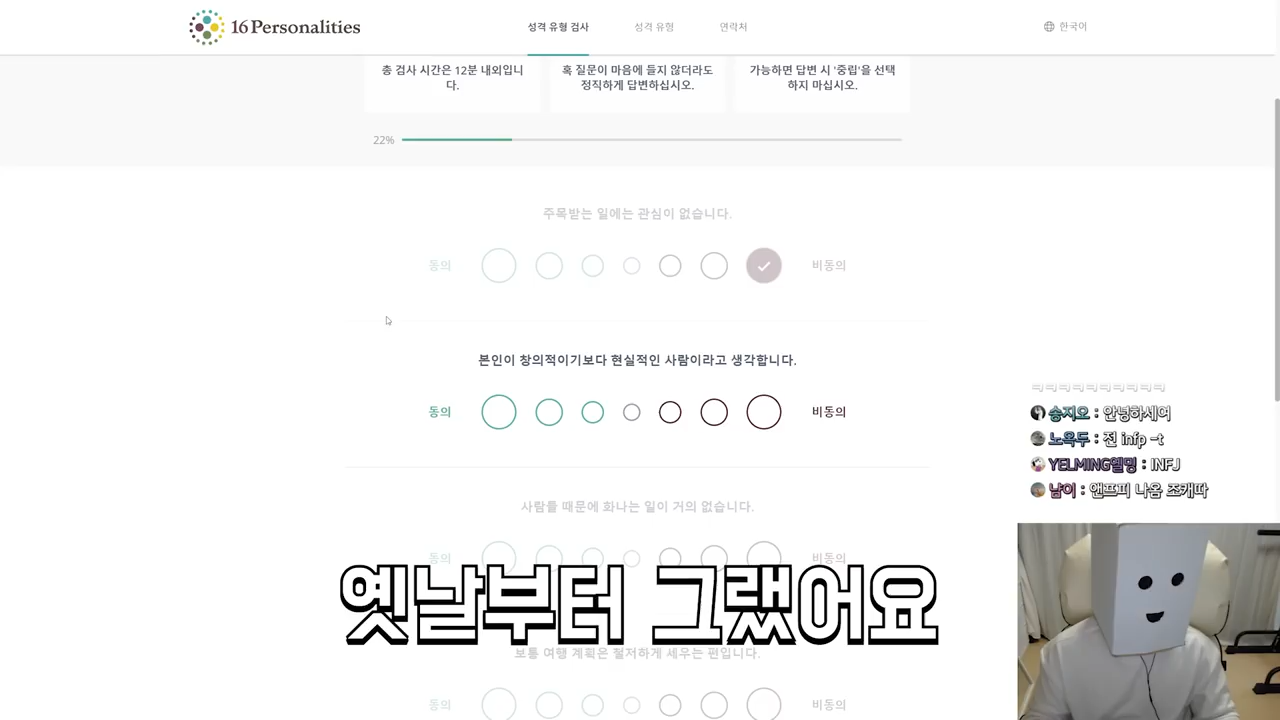 16 Personalities
성격 유형 검사
성격 유형
연락처
한국어
총 검사 시간은 12분 내외입니
다.
혹 질문이 마음에 들지 않더라도
정직하게 답변하십시오.
가능하면 답변 시 '중립'을 선택
하지 마십시오.
22%
주목받는 일에는 관심이 없습니다.
동의
비동의
본인이 창의적이기보다 현실적인 사람이라고 생각합니다.
동의
비동의
ㅋㅋㅋㅋㅋㅋㅋㅋㅋㅋ
송지오 : 안녕하세여
노옥두 : 진 infp -t
YELMING옐밍 : INFJ
냠이 : 앤프피 나옴 조캐따
사람들 때문에 화나는 일이 거의 없습니다.
동의
비동의
옛날부터 그랬어요
보통 여행 계획은 철저하게 세우는 편입니다.
동의
비동의